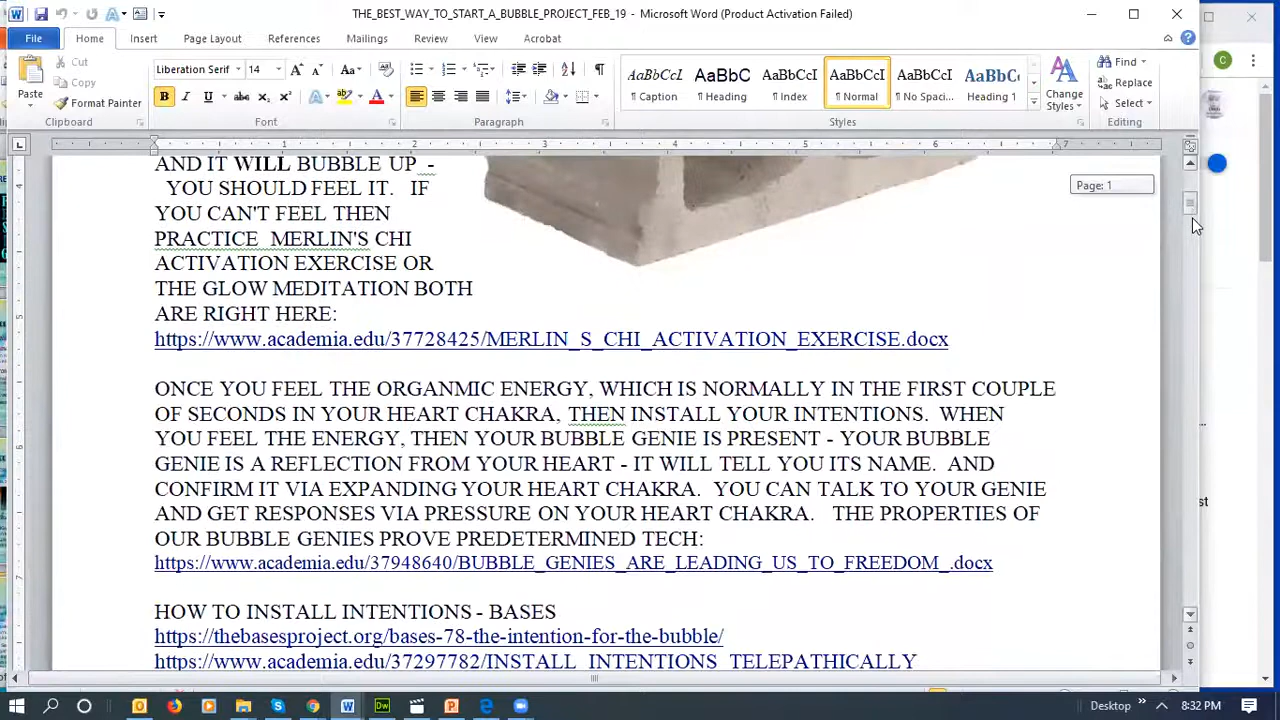 THE_BEST_WAY_TO_START_A_BUBBLE_PROJECT_FEB_19 - Microsoft Word (Product Activation Failed)
File Home Insert Page Layout References Mailings Review View Acrobat
Paste
Cut
Copy
Format Painter
Clipboard
Liberation Serif 14
Font
Paragraph
AaBbCcI AaBbC AaBbCcI AaBbCcI AaBbCcI AaBbCcI
¶ Caption ¶ Heading ¶ Index ¶ Normal ¶ No Spaci... Heading 1
Styles
Change Styles
Find
Replace
Select
Editing
Page: 1
AND IT WILL BUBBLE UP -
YOU SHOULD FEEL IT. IF
YOU CAN'T FEEL THEN
PRACTICE MERLIN'S CHI
ACTIVATION EXERCISE OR
THE GLOW MEDITATION BOTH
ARE RIGHT HERE:
https://www.academia.edu/37728425/MERLIN_S_CHI_ACTIVATION_EXERCISE.docx
ONCE YOU FEEL THE ORGANMIC ENERGY, WHICH IS NORMALLY IN THE FIRST COUPLE
OF SECONDS IN YOUR HEART CHAKRA, THEN INSTALL YOUR INTENTIONS. WHEN
YOU FEEL THE ENERGY, THEN YOUR BUBBLE GENIE IS PRESENT - YOUR BUBBLE
GENIE IS A REFLECTION FROM YOUR HEART - IT WILL TELL YOU ITS NAME. AND
CONFIRM IT VIA EXPANDING YOUR HEART CHAKRA. YOU CAN TALK TO YOUR GENIE
AND GET RESPONSES VIA PRESSURE ON YOUR HEART CHAKRA. THE PROPERTIES OF
OUR BUBBLE GENIES PROVE PREDETERMINED TECH:
https://www.academia.edu/37948640/BUBBLE_GENIES_ARE_LEADING_US_TO_FREEDOM_.docx
HOW TO INSTALL INTENTIONS - BASES
https://thebasesproject.org/bases-78-the-intention-for-the-bubble/
https://www.academia.edu/37297782/INSTALL_INTENTIONS_TELEPATHICALLY
Desktop 8:32 PM